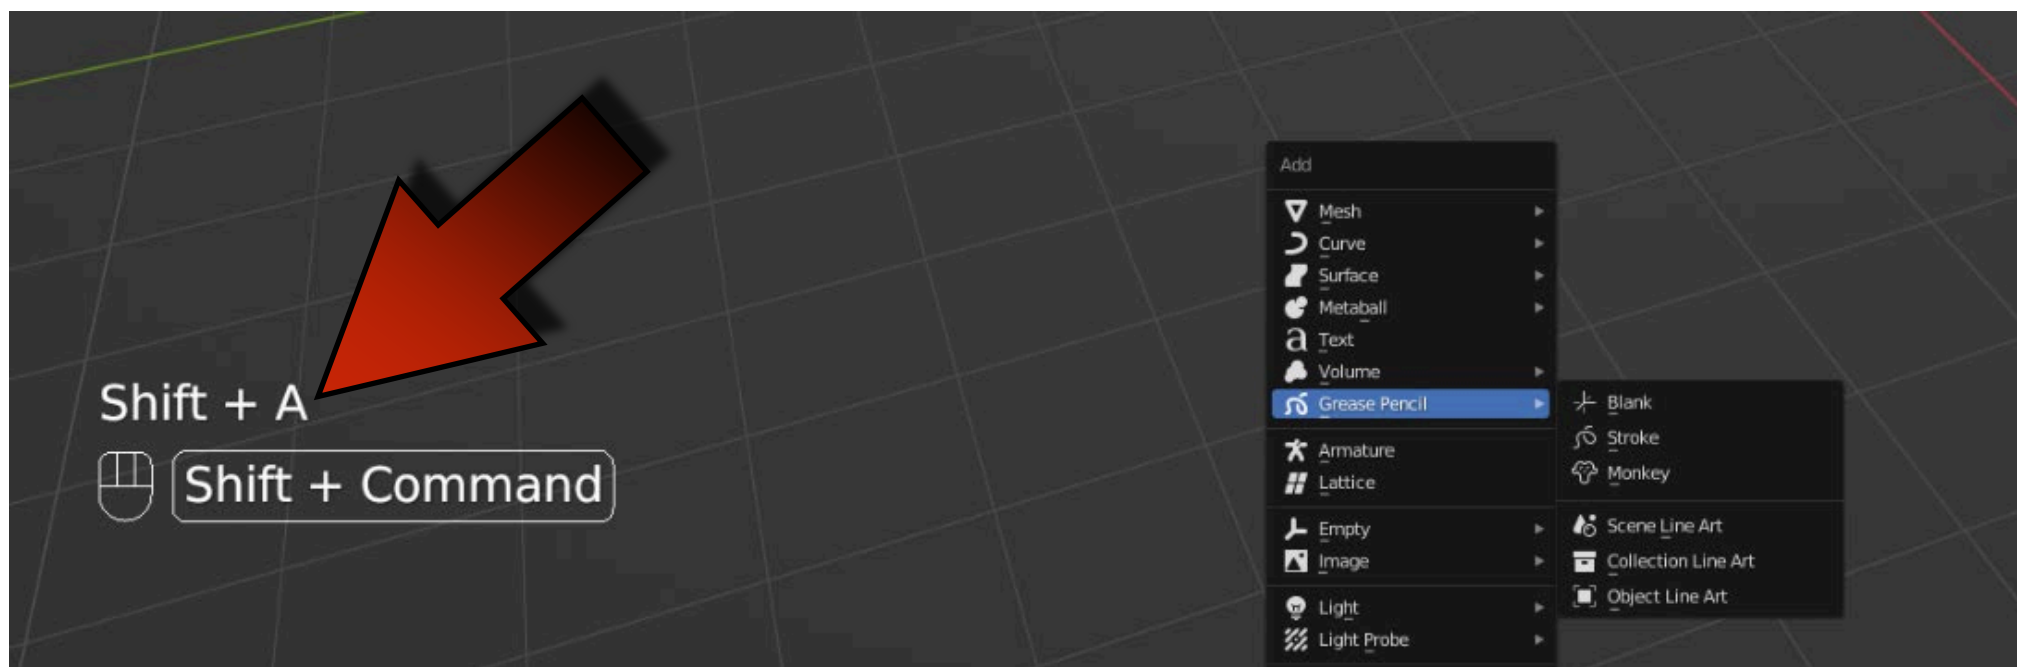 Shift + A
Shift + Command
Add
Mesh
Curve
Surface
Metaball
Text
Volume
Grease Pencil
Armature
Lattice
Empty
Image
Light
Light Probe
Blank
Stroke
Monkey
Scene Line Art
Collection Line Art
Object Line Art